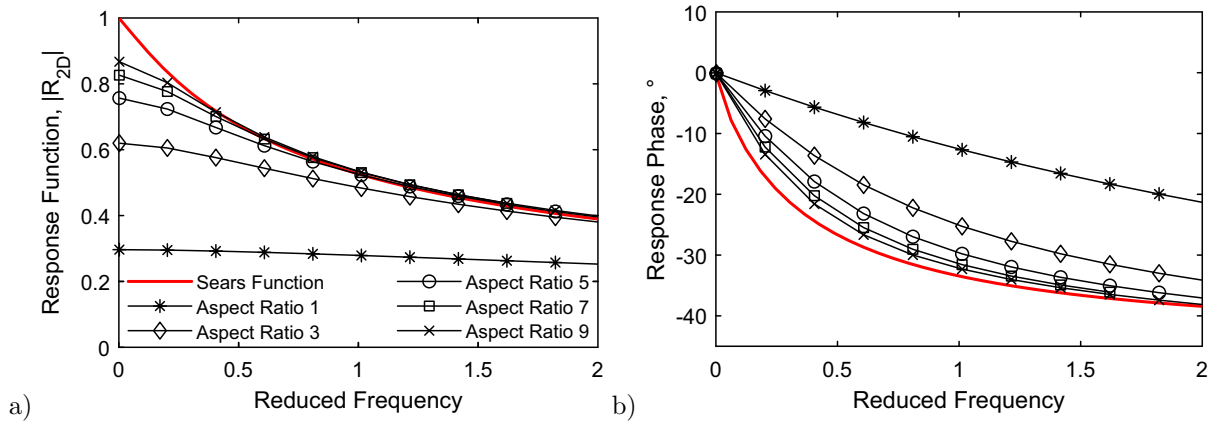 a)
Response Function, |R_2D|
1
0.8
0.6
0.4
0.2
0
0 0.5 1 1.5 2
Reduced Frequency
Sears Function
Aspect Ratio 1
Aspect Ratio 3
Aspect Ratio 5
Aspect Ratio 7
Aspect Ratio 9
b)
Response Phase, °
10
0
-10
-20
-30
-40
0 0.5 1 1.5 2
Reduced Frequency